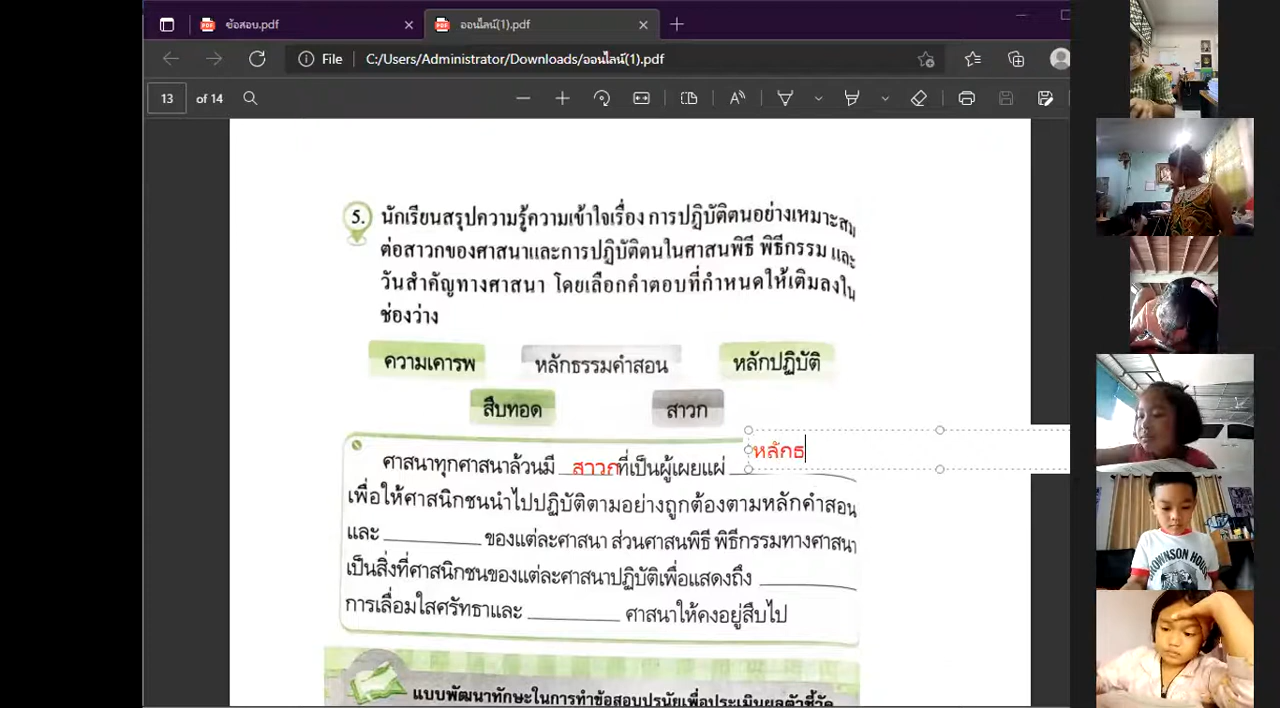 ข้อสอบ.pdf
ออนไลน์(1).pdf
File C:/Users/Administrator/Downloads/ออนไลน์(1).pdf
13 of 14
5. นักเรียนสรุปความรู้ความเข้าใจเรื่อง การปฏิบัติตนอย่างเหมาะสม
ต่อสาวกของศาสนาและการปฏิบัติตนในศาสนพิธี พิธีกรรม และ
วันสำคัญทางศาสนา โดยเลือกคำตอบที่กำหนดให้เติมลงใน
ช่องว่าง
ความเคารพ หลักธรรมคำสอน หลักปฏิบัติ
สืบทอด สาวก
ศาสนาทุกศาสนาล้วนมี สาวก ที่เป็นผู้เผยแผ่ หลักธ
เพื่อให้ศาสนิกชนนำไปปฏิบัติตามอย่างถูกต้องตามหลักคำสอน
และ ของแต่ละศาสนา ส่วนศาสนพิธี พิธีกรรมทางศาสนา
เป็นสิ่งที่ศาสนิกชนของแต่ละศาสนาปฏิบัติเพื่อแสดงถึง
การเลื่อมใสศรัทธาและ ศาสนาให้คงอยู่สืบไป
แบบพัฒนาทักษะในการทำข้อสอบปรนัยเพื่อประเมินผลตัวชี้วัด
BROWNSON HOUS